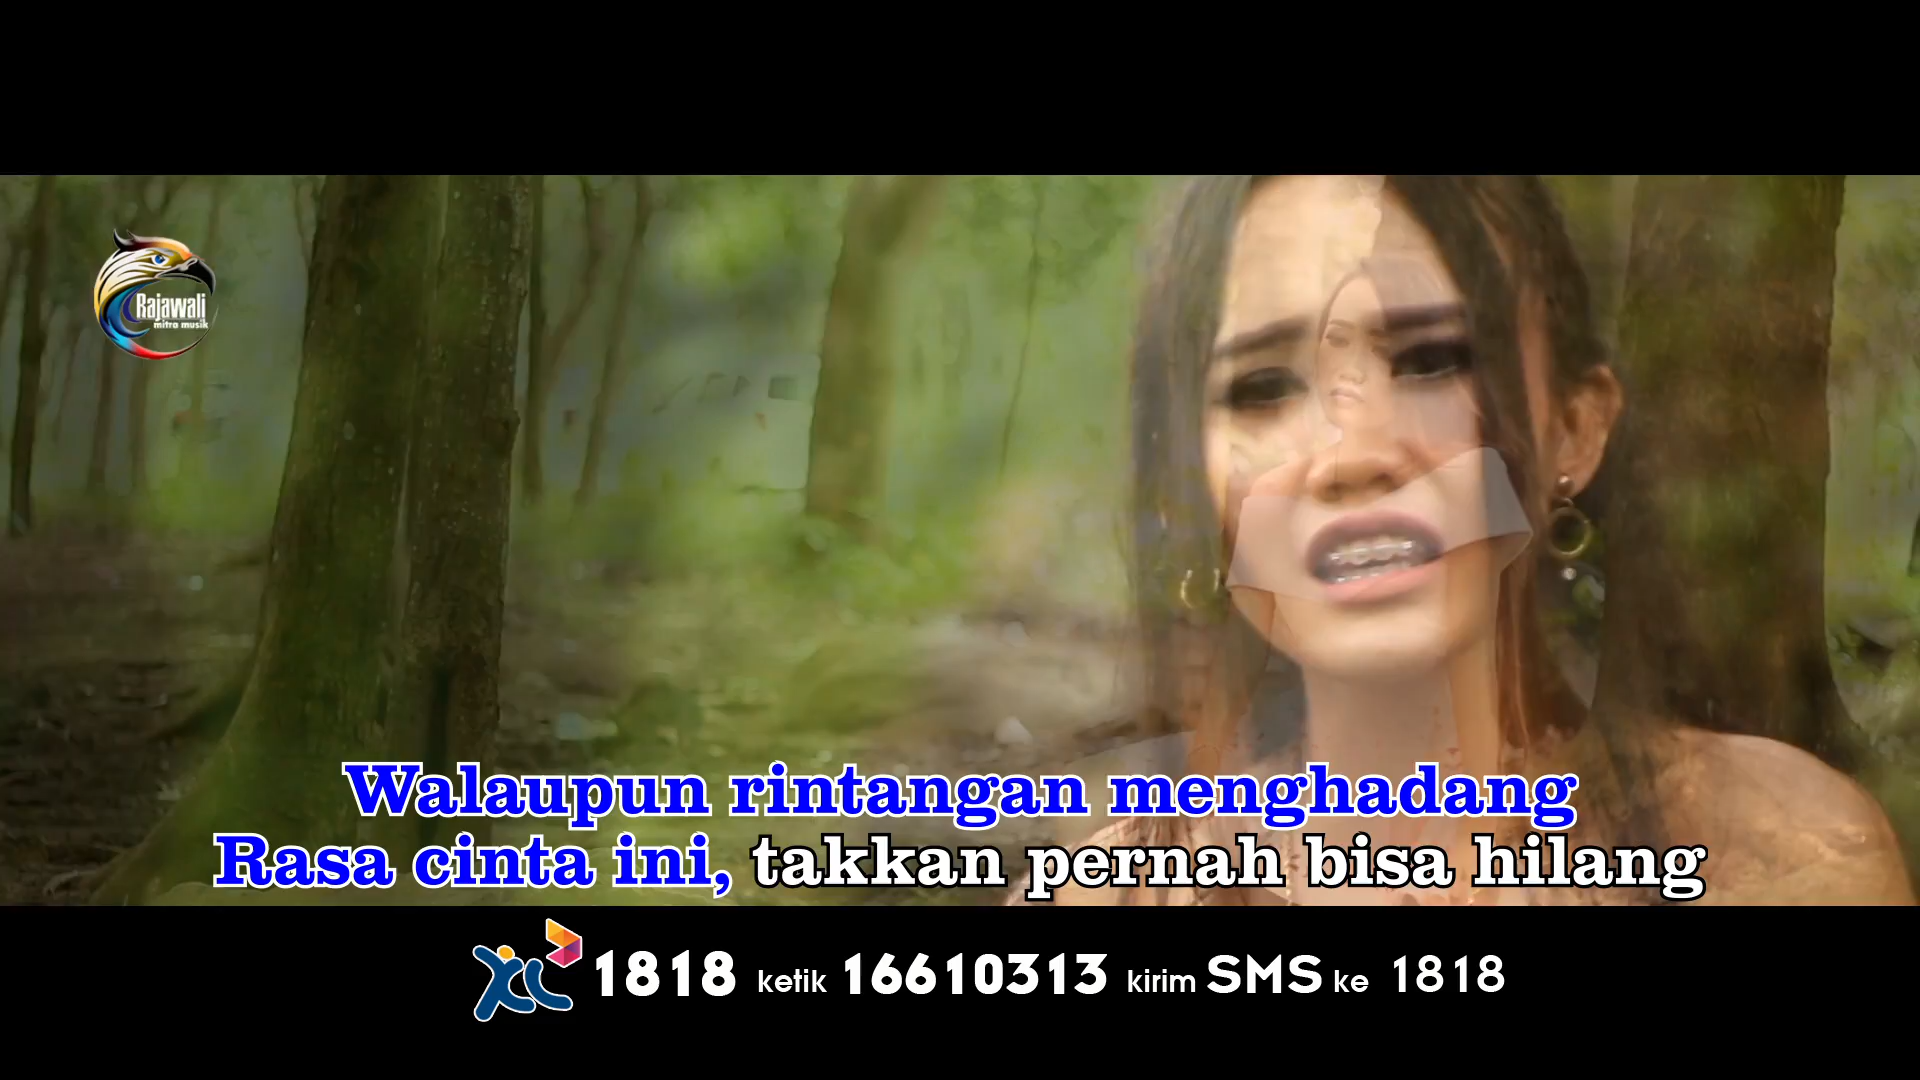 Rajawali
mitra musik
Walaupun rintangan menghadang
Rasa cinta ini, takkan pernah bisa hilang
XL 1818 ketik 16610313 kirim SMS ke 1818